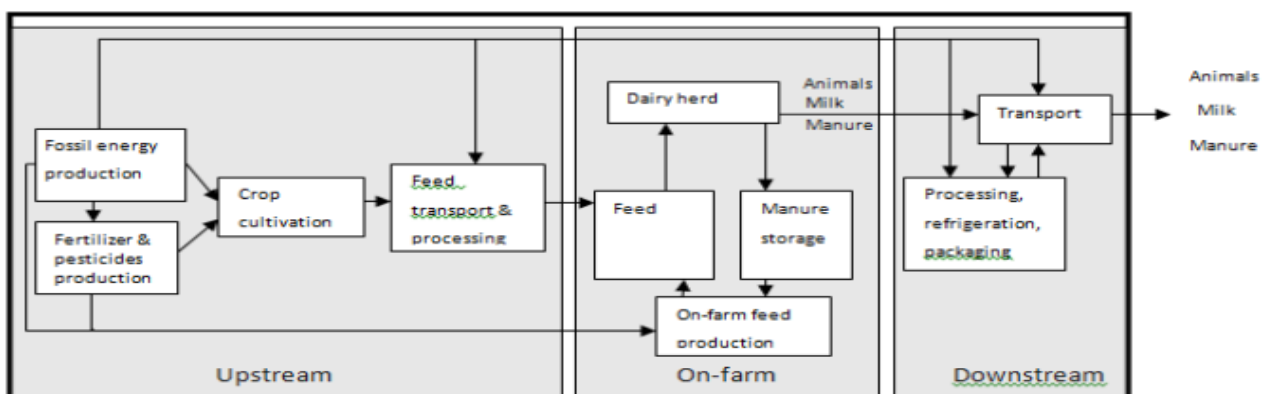 Fossil energy
production
Fertilizer &
pesticides
production
Crop
cultivation
Feed
transport &
processing
Upstream
Dairy herd
Animals
Milk
Manure
Feed
Manure
storage
On-farm feed
production
On-farm
Transport
Processing,
refrigeration,
packaging
Downstream
Animals
Milk
Manure